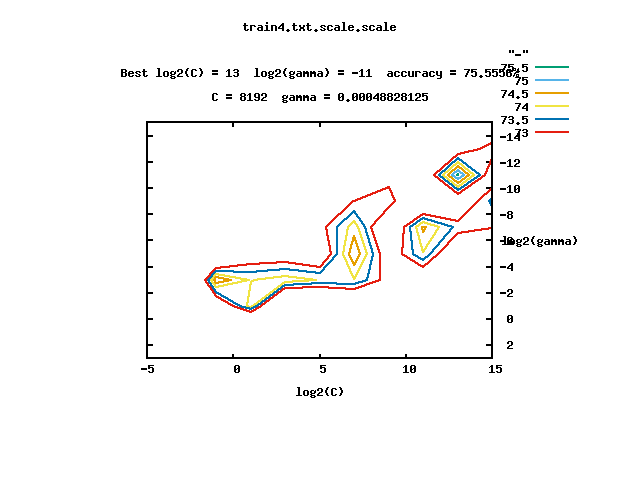 train4.txt.scale.scale
"-"
Best log2(C) = 13  log2(gamma) = -11  accuracy = 75.5556%
75.5
75
C = 8192  gamma = 0.00048828125
74.5
74
73.5
73
-14
-12
-10
-8
-6
log2(gamma)
-4
-2
0
2
-5 0 5 10 15
log2(C)